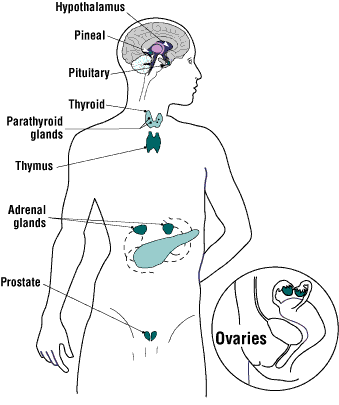 Hypothalamus
Pineal
Pituitary
Thyroid
Parathyroid
glands
Thymus
Adrenal
glands
Prostate
Ovaries